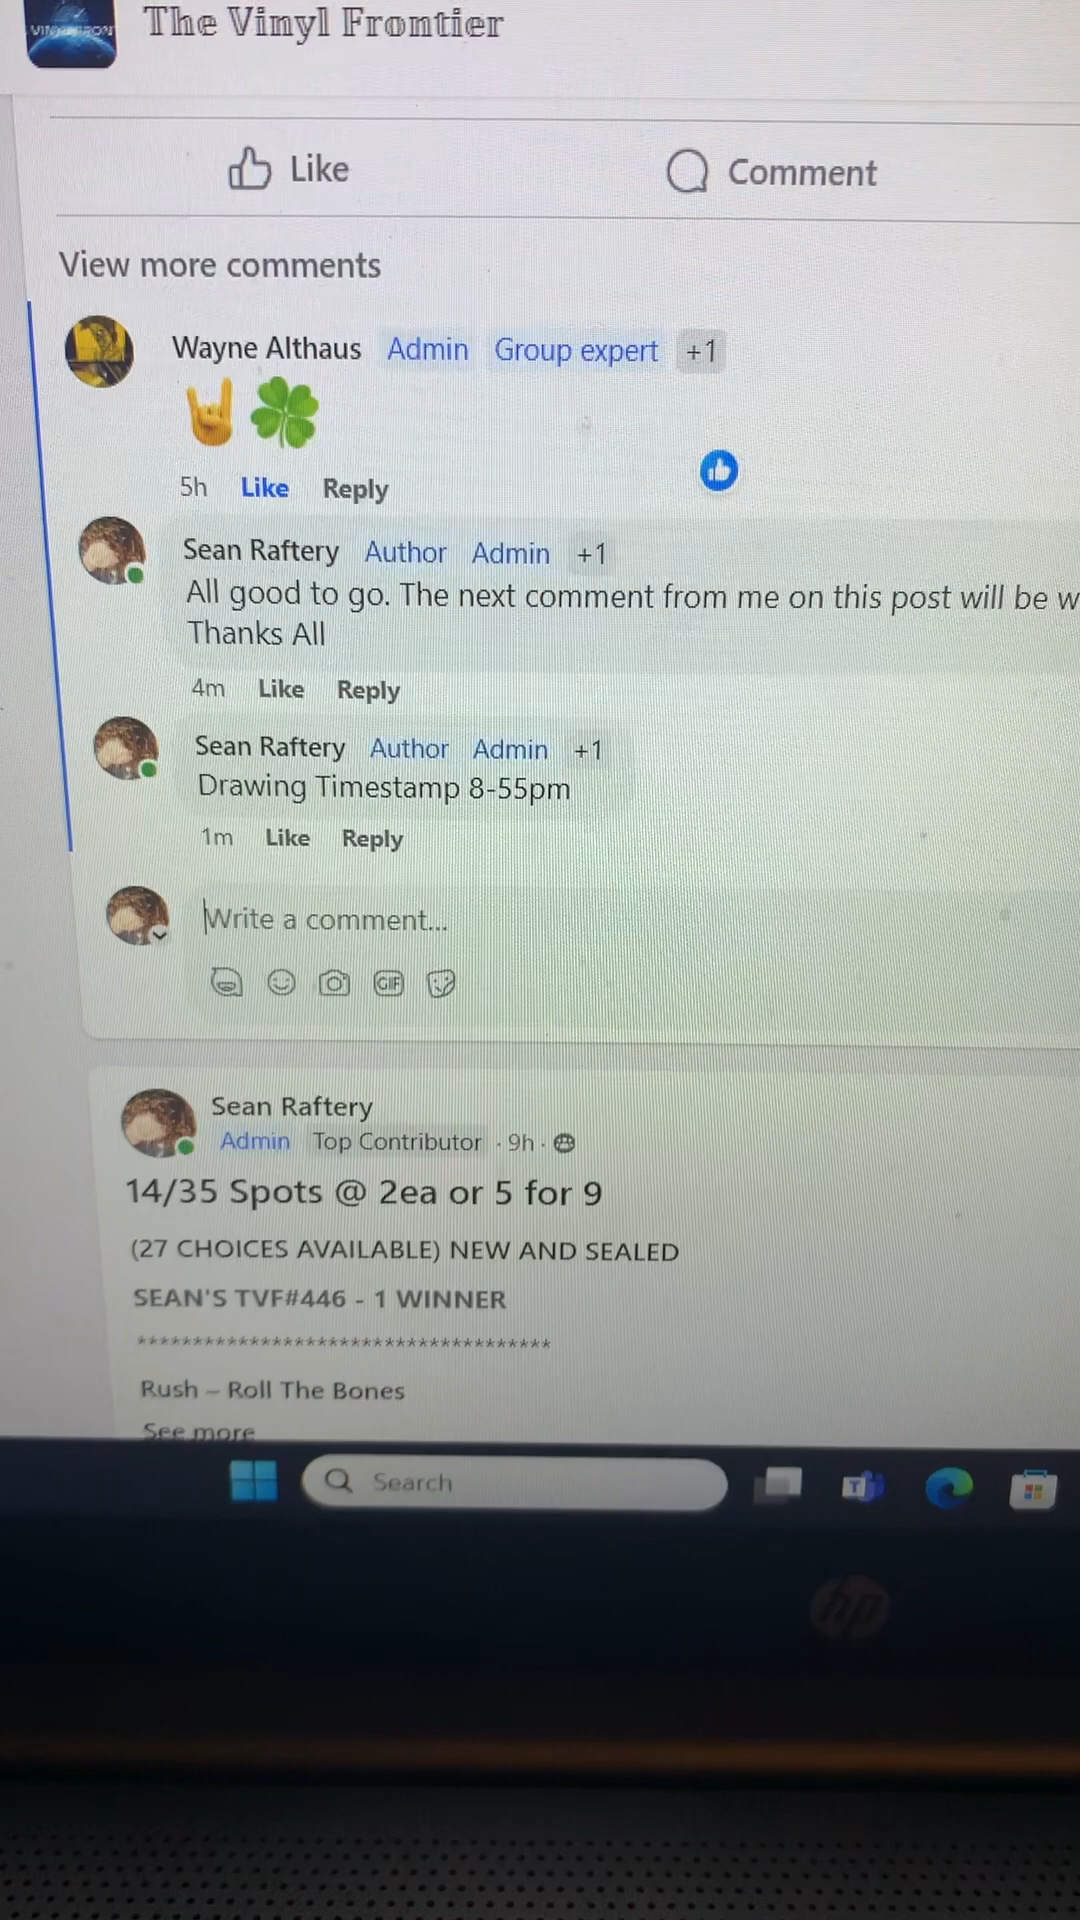 The Vinyl Frontier
Like
Comment
View more comments
Wayne Althaus Admin Group expert +1
🤘🍀
5h Like Reply
Sean Raftery Author Admin +1
All good to go. The next comment from me on this post will be w
Thanks All
4m Like Reply
Sean Raftery Author Admin +1
Drawing Timestamp 8-55pm
1m Like Reply
Write a comment...
GIF
Sean Raftery
Admin Top Contributor · 9h ·
14/35 Spots @ 2ea or 5 for 9
(27 CHOICES AVAILABLE) NEW AND SEALED
SEAN'S TVF#446 - 1 WINNER
************************************
Rush – Roll The Bones
See more
Search
hp